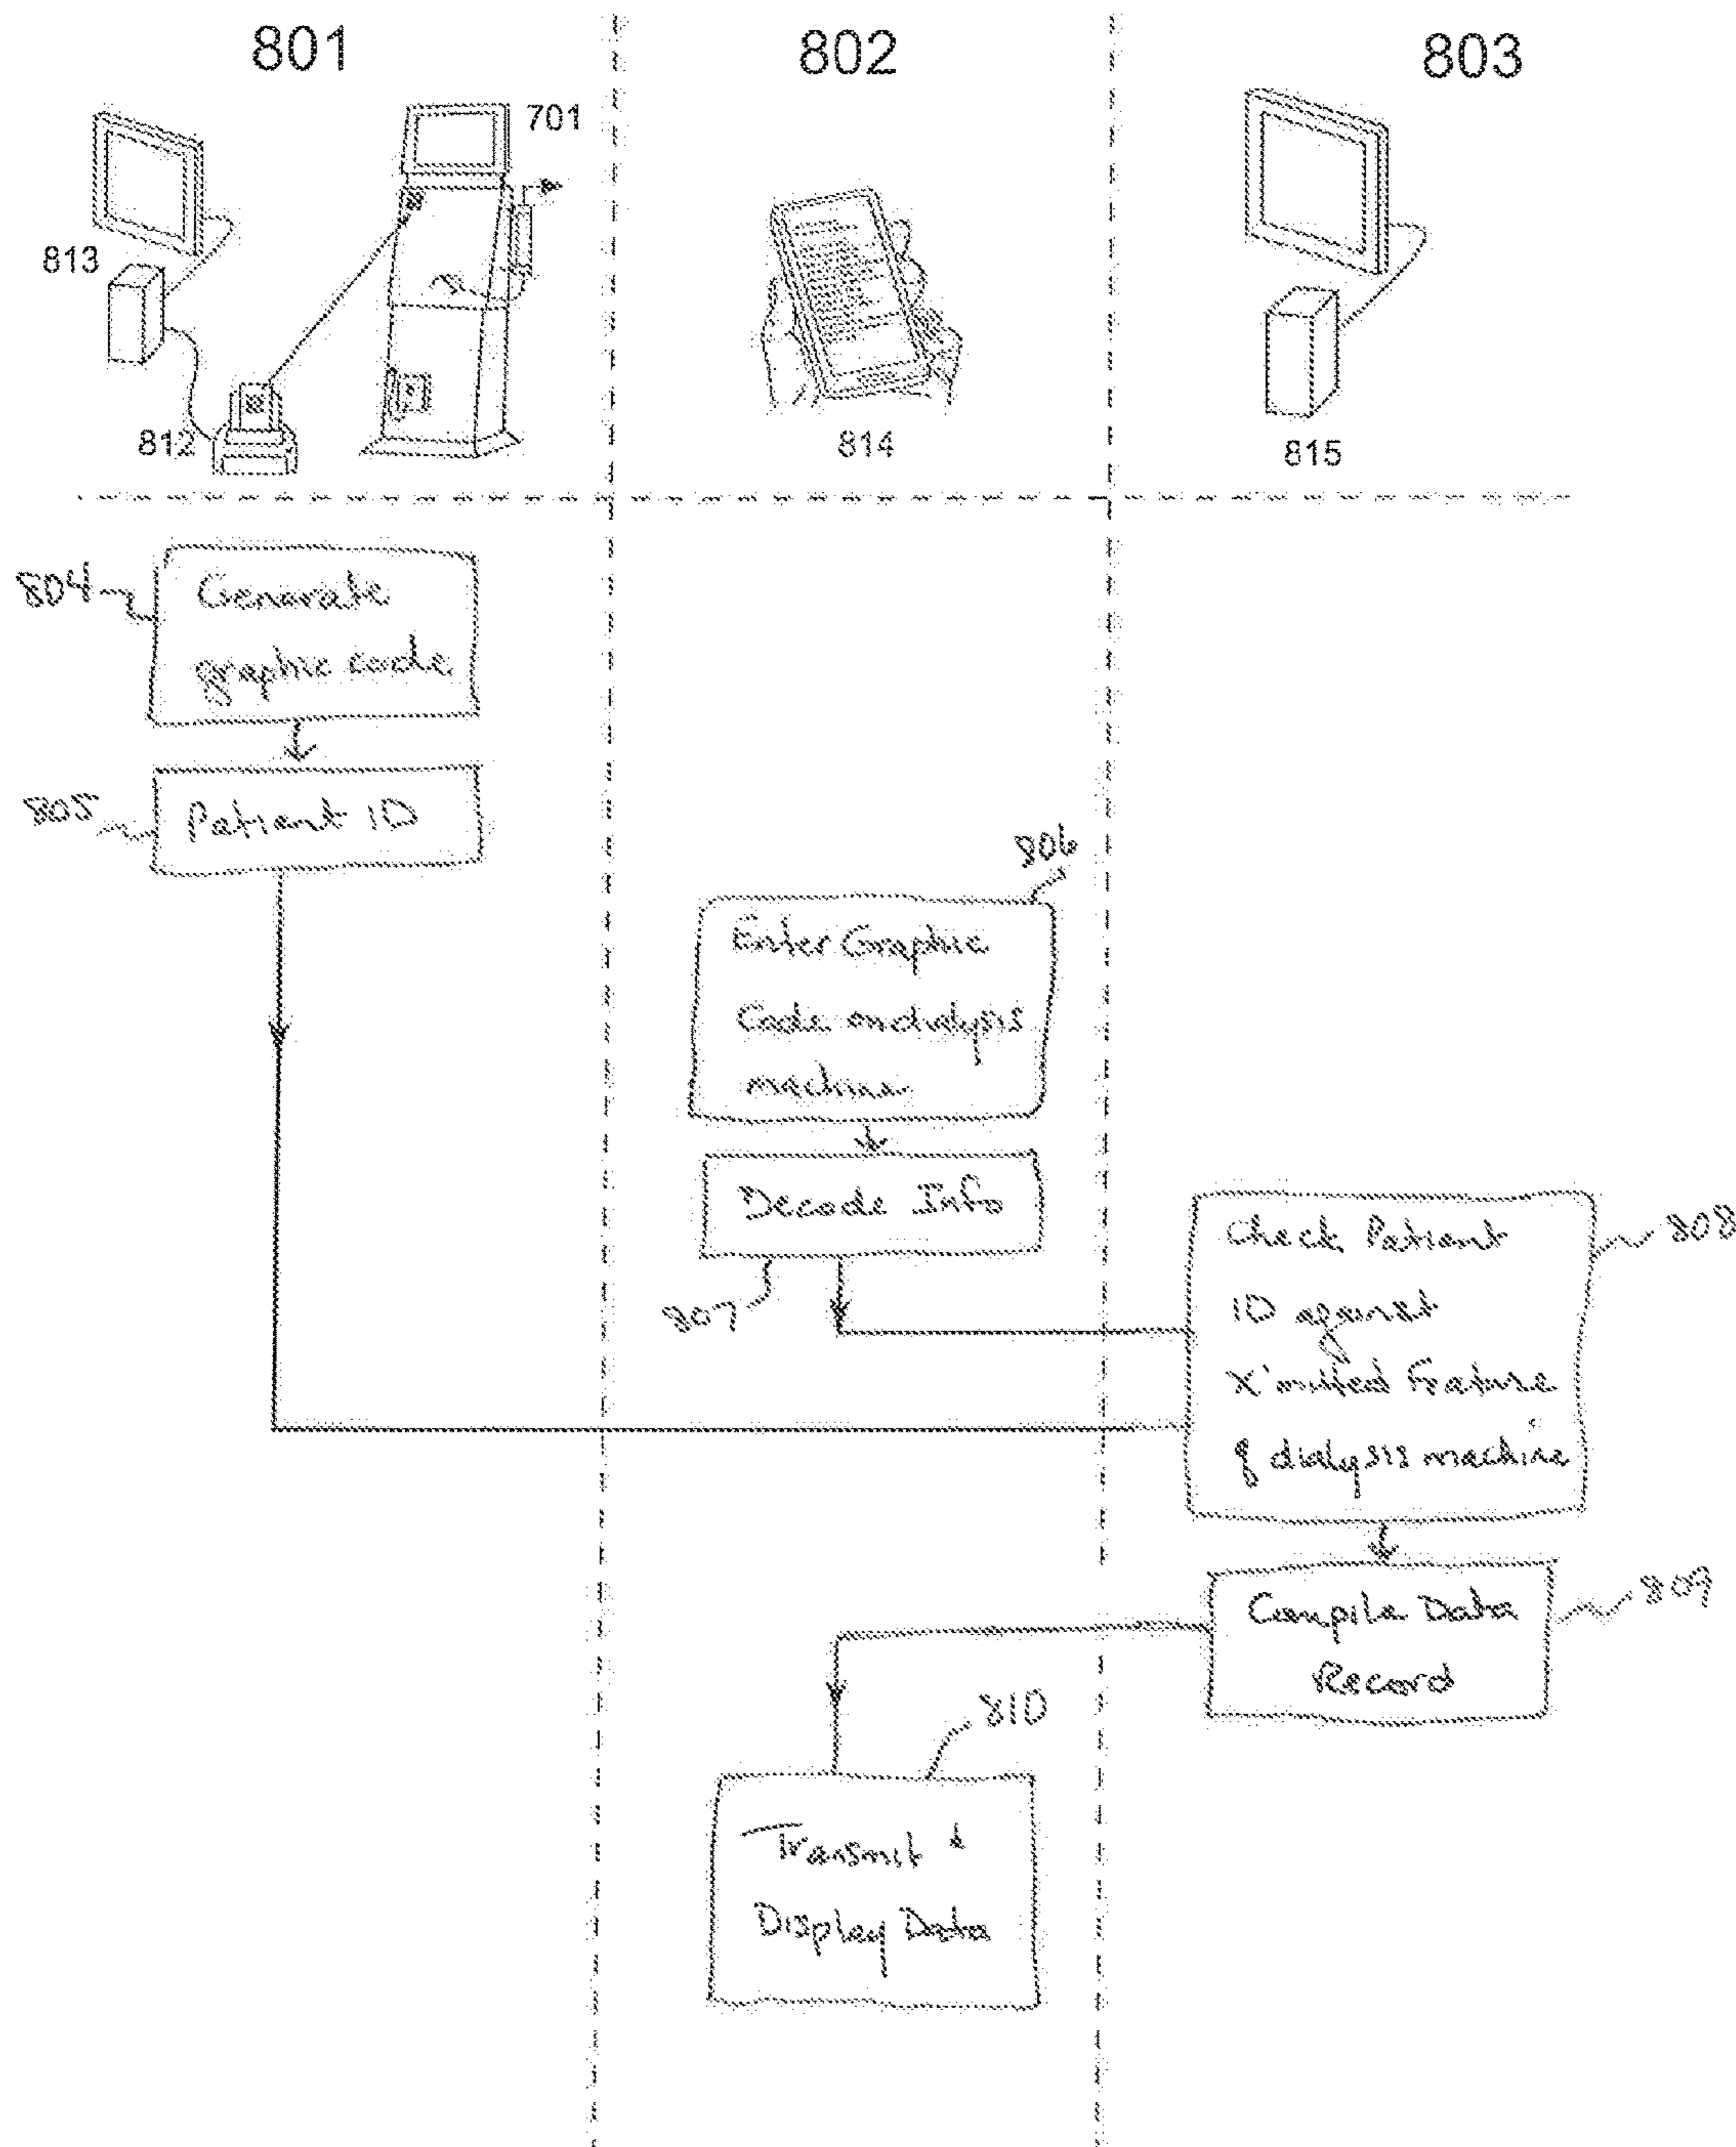 801
802
803
701
813
812
814
815
804
Generate
graphic code
805
Patient ID
806
Enter Graphic
Code on dialysis
machine
Decode Info
807
Check Patient
ID against
X'mitted feature
of dialysis machine
808
Compile Data
Record
809
810
Transmit &
Display Data